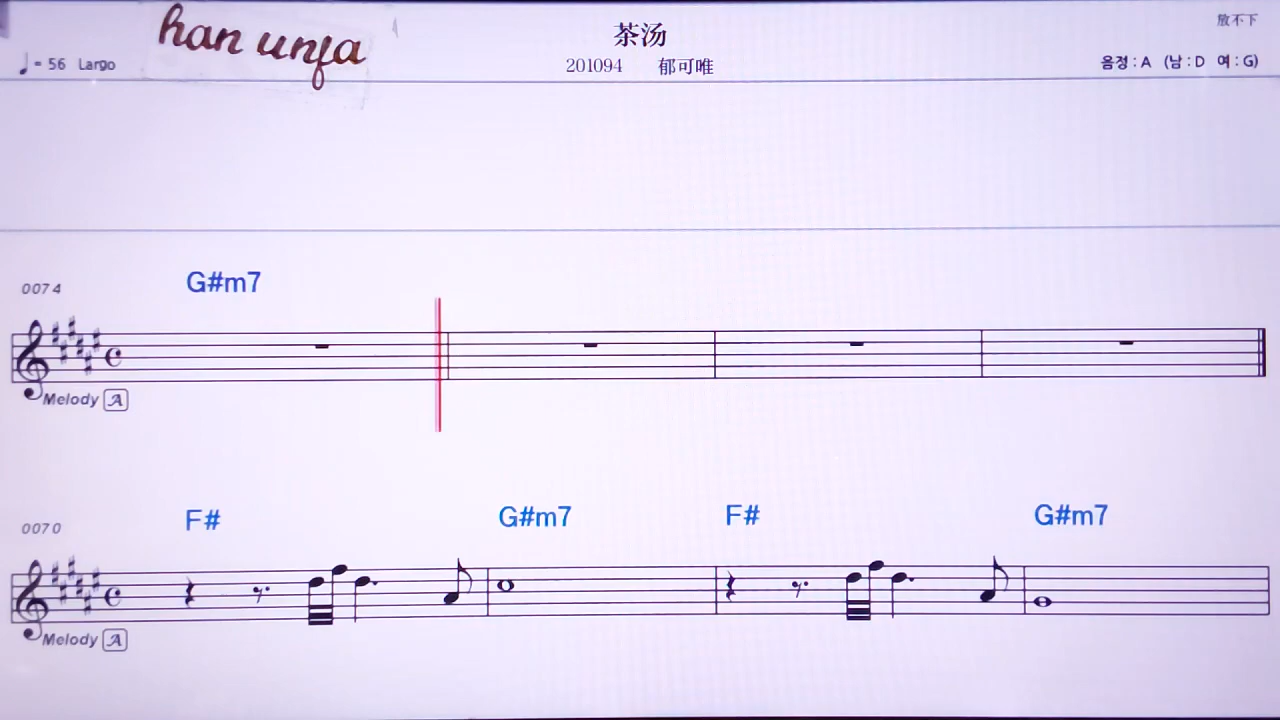 han unfa
茶汤
放不下
♩= 56 Largo
201094 郁可唯
음정 : A (남 : D 여 : G)
0074
G#m7
Melody A
0070
F# G#m7 F# G#m7
Melody A